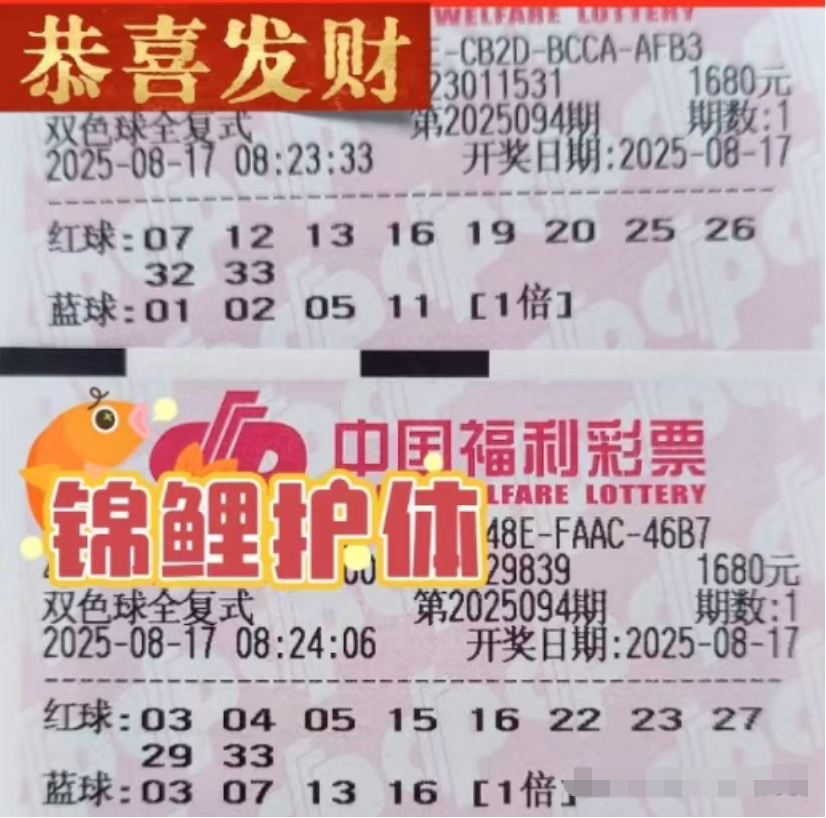 恭喜发财
WELFARE LOTTERY
E-CB2D-BCCA-AFB3
23011531 1680元
双色球全复式 第2025094期 期数:1
2025-08-17 08:23:33 开奖日期:2025-08-17
红球:07 12 13 16 19 20 25 26
32 33
蓝球:01 02 05 11 [1倍]
中国福利彩票
LFARE LOTTERY
锦鲤护体
48E-FAAC-46B7
29839 1680元
双色球全复式 第2025094期 期数:1
2025-08-17 08:24:06 开奖日期:2025-08-17
红球:03 04 05 15 16 22 23 27
29 33
蓝球:03 07 13 16 [1倍]